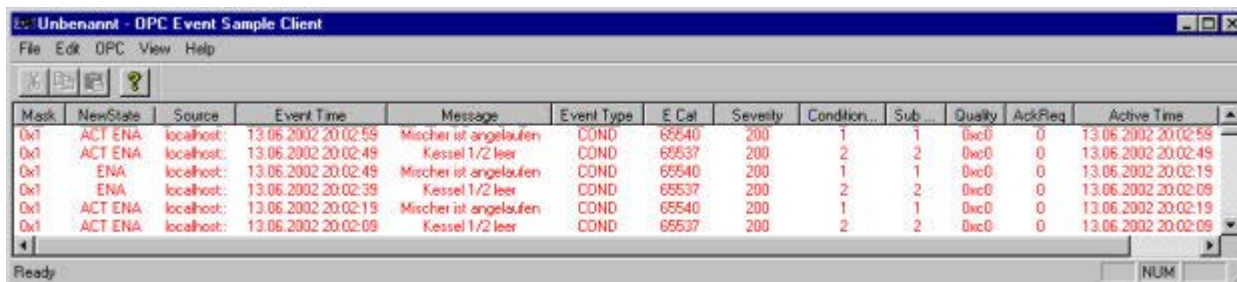 Unbenannt - OPC Event Sample Client
File Edit OPC View Help
Mask NewState Source Event Time Message Event Type E Cat Severity Condition... Sub ... Quality AckReq Active Time
0x1 ACT ENA localhost:: 13.06.2002 20:02:59 Mischer ist angelaufen COND 65540 200 1 1 0xc0 0 13.06.2002 20:02:59
0x1 ACT ENA localhost:: 13.06.2002 20:02:49 Kessel 1/2 leer COND 65537 200 2 2 0xc0 0 13.06.2002 20:02:49
0x1 ENA localhost:: 13.06.2002 20:02:49 Mischer ist angelaufen COND 65540 200 1 1 0xc0 0 13.06.2002 20:02:19
0x1 ENA localhost:: 13.06.2002 20:02:39 Kessel 1/2 leer COND 65537 200 2 2 0xc0 0 13.06.2002 20:02:09
0x1 ACT ENA localhost:: 13.06.2002 20:02:19 Mischer ist angelaufen COND 65540 200 1 1 0xc0 0 13.06.2002 20:02:19
0x1 ACT ENA localhost:: 13.06.2002 20:02:09 Kessel 1/2 leer COND 65537 200 2 2 0xc0 0 13.06.2002 20:02:09
Ready NUM